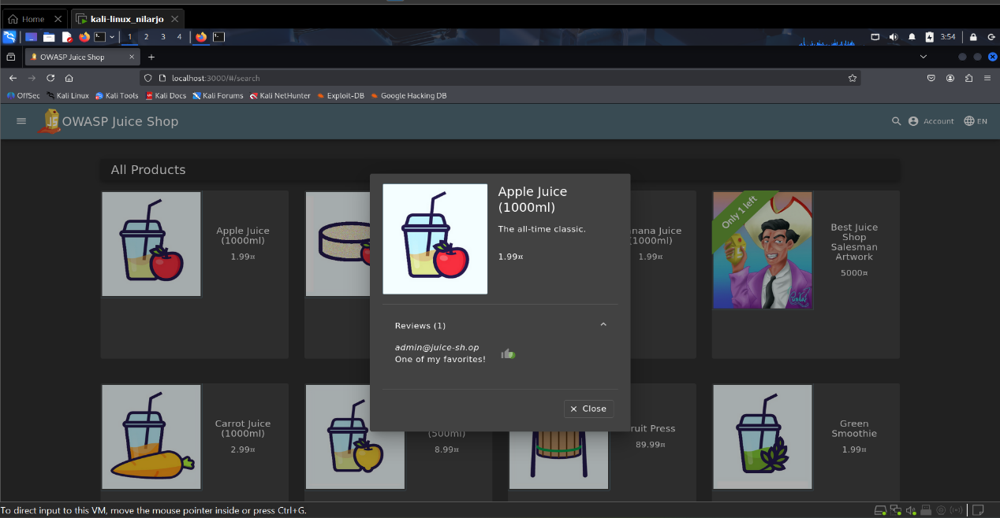 Home
kali-linux_nilarjo
1 2 3 4
3:54
OWASP Juice Shop
localhost:3000/#/search
OffSec Kali Linux Kali Tools Kali Docs Kali Forums Kali NetHunter Exploit-DB Google Hacking DB
JS OWASP Juice Shop
Account EN
All Products
Apple Juice
(1000ml)
1.99¤
Apple Juice
(1000ml)
The all-time classic.
1.99¤
Reviews (1)
admin@juice-sh.op
One of my favorites!
Close
nana Juice
(1000ml)
1.99¤
Only 1 left
Best Juice
Shop
Salesman
Artwork
5000¤
Carrot Juice
(1000ml)
2.99¤
(500ml)
8.99¤
ruit Press
89.99¤
Green
Smoothie
1.99¤
To direct input to this VM, move the mouse pointer inside or press Ctrl+G.